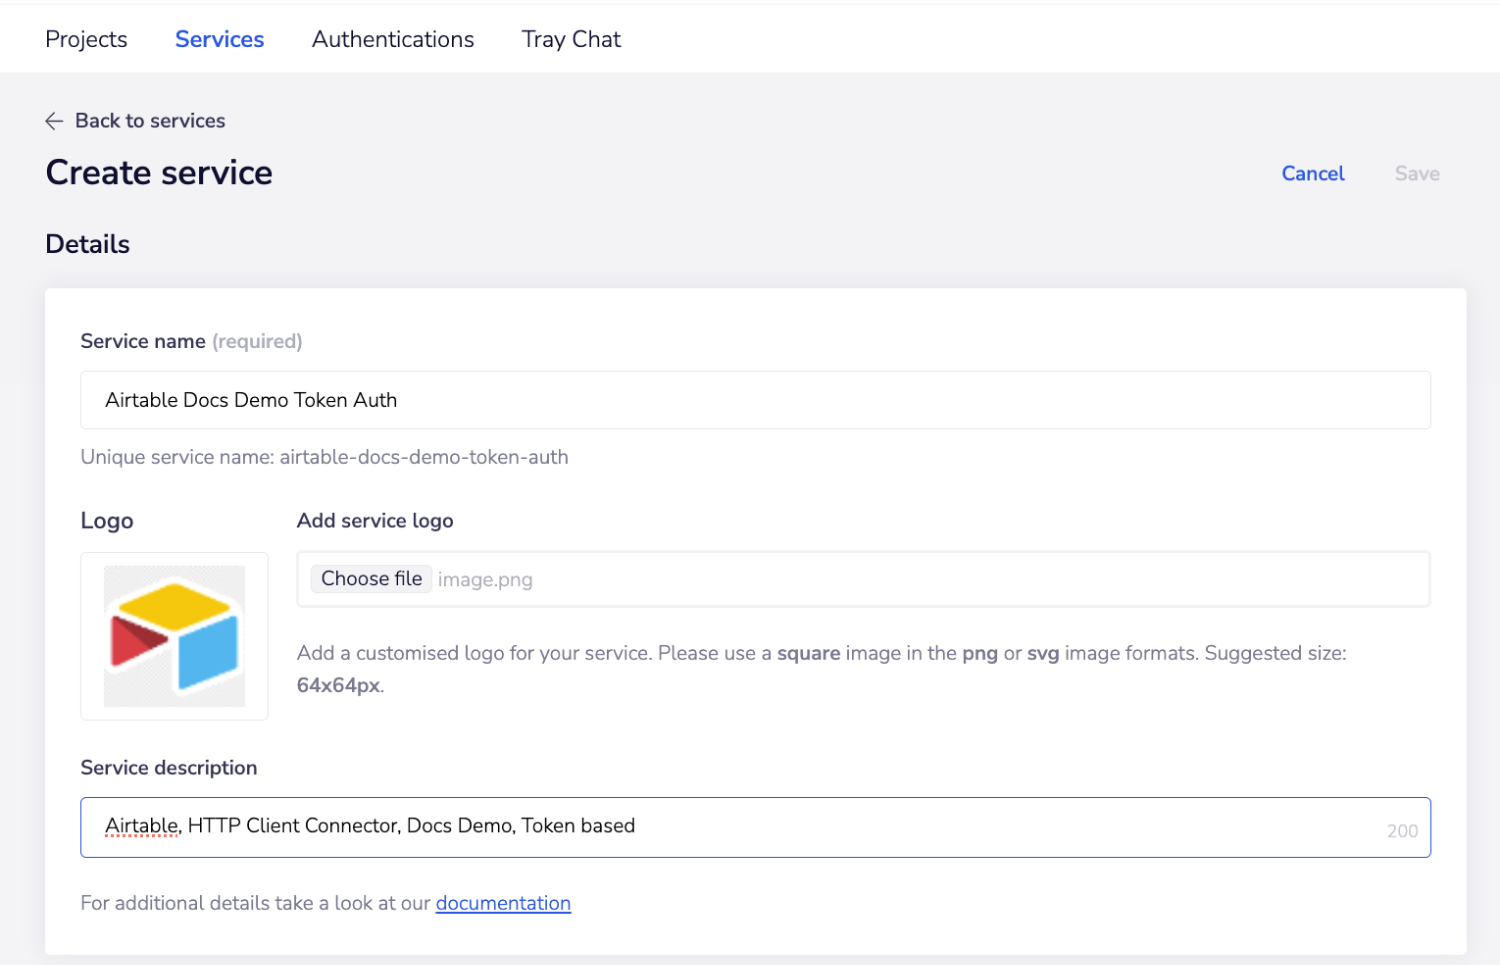 Projects Services Authentications Tray Chat
← Back to services
Create service
Cancel Save
Details
Service name (required)
Airtable Docs Demo Token Auth
Unique service name: airtable-docs-demo-token-auth
Logo
Add service logo
Choose file image.png
Add a customised logo for your service. Please use a square image in the png or svg image formats. Suggested size:
64x64px.
Service description
Airtable, HTTP Client Connector, Docs Demo, Token based
200
For additional details take a look at our documentation